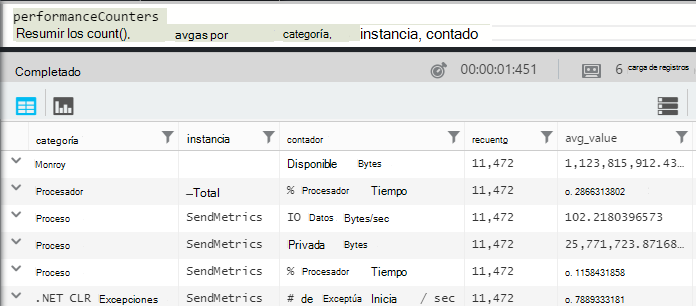 performanceCounters
Resumir los count(), avgas por categoría, instancia, contado
Completado 00:00:01:451 6 carga de registros
categoría instancia contador recuento avg_value
Monroy Disponible Bytes 11,472 1,123,815,912.43...
Procesador –Total % Procesador Tiempo 11,472 o. 2866313802
Proceso SendMetrics IO Datos Bytes/sec 11,472 102.2180396573
Proceso SendMetrics Privada Bytes 11,472 25,771,723.87168...
Proceso SendMetrics % Procesador Tiempo 11,472 o. 1158431858
.NET CLR Excepciones SendMetrics # de Exceptúa Inicia / sec 11,472 o. 7889333181